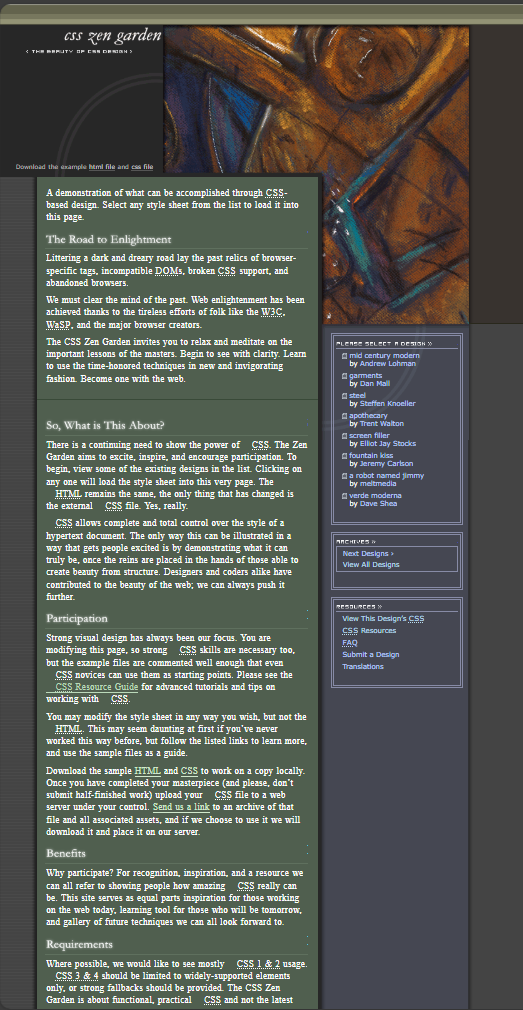 css zen garden
< THE BEAUTY OF CSS DESIGN >
Download the example html file and css file
A demonstration of what can be accomplished through CSS-
based design. Select any style sheet from the list to load it into
this page.
The Road to Enlightment
Littering a dark and dreary road lay the past relics of browser-
specific tags, incompatible DOMs, broken CSS support, and
abandoned browsers.
We must clear the mind of the past. Web enlightenment has been
achieved thanks to the tireless efforts of folk like the W3C,
WaSP, and the major browser creators.
The CSS Zen Garden invites you to relax and meditate on the
important lessons of the masters. Begin to see with clarity. Learn
to use the time-honored techniques in new and invigorating
fashion. Become one with the web.
So, What is This About?
There is a continuing need to show the power of CSS. The Zen
Garden aims to excite, inspire, and encourage participation. To
begin, view some of the existing designs in the list. Clicking on
any one will load the style sheet into this very page. The
HTML remains the same, the only thing that has changed is
the external CSS file. Yes, really.
CSS allows complete and total control over the style of a
hypertext document. The only way this can be illustrated in a
way that gets people excited is by demonstrating what it can
truly be, once the reins are placed in the hands of those able to
create beauty from structure. Designers and coders alike have
contributed to the beauty of the web; we can always push it
further.
Participation
Strong visual design has always been our focus. You are
modifying this page, so strong CSS skills are necessary too,
but the example files are commented well enough that even
CSS novices can use them as starting points. Please see the
CSS Resource Guide for advanced tutorials and tips on
working with CSS.
You may modify the style sheet in any way you wish, but not the
HTML. This may seem daunting at first if you've never
worked this way before, but follow the listed links to learn more,
and use the sample files as a guide.
Download the sample HTML and CSS to work on a copy locally.
Once you have completed your masterpiece (and please, don't
submit half-finished work) upload your CSS file to a web
server under your control. Send us a link to an archive of that
file and all associated assets, and if we choose to use it we will
download it and place it on our server.
Benefits
Why participate? For recognition, inspiration, and a resource we
can all refer to showing people how amazing CSS really can
be. This site serves as equal parts inspiration for those working
on the web today, learning tool for those who will be tomorrow,
and gallery of future techniques we can all look forward to.
Requirements
Where possible, we would like to see mostly CSS 1 & 2 usage.
CSS 3 & 4 should be limited to widely-supported elements
only, or strong fallbacks should be provided. The CSS Zen
Garden is about functional, practical CSS and not the latest
PLEASE SELECT A DESIGN »
mid century modern
by Andrew Lohman
garments
by Dan Mall
steel
by Steffen Knoeller
apothecary
by Trent Walton
screen filler
by Elliot Jay Stocks
fountain kiss
by Jeremy Carlson
a robot named jimmy
by meltmedia
verde moderna
by Dave Shea
ARCHIVES »
Next Designs ›
View All Designs
RESOURCES »
View This Design's CSS
CSS Resources
FAQ
Submit a Design
Translations